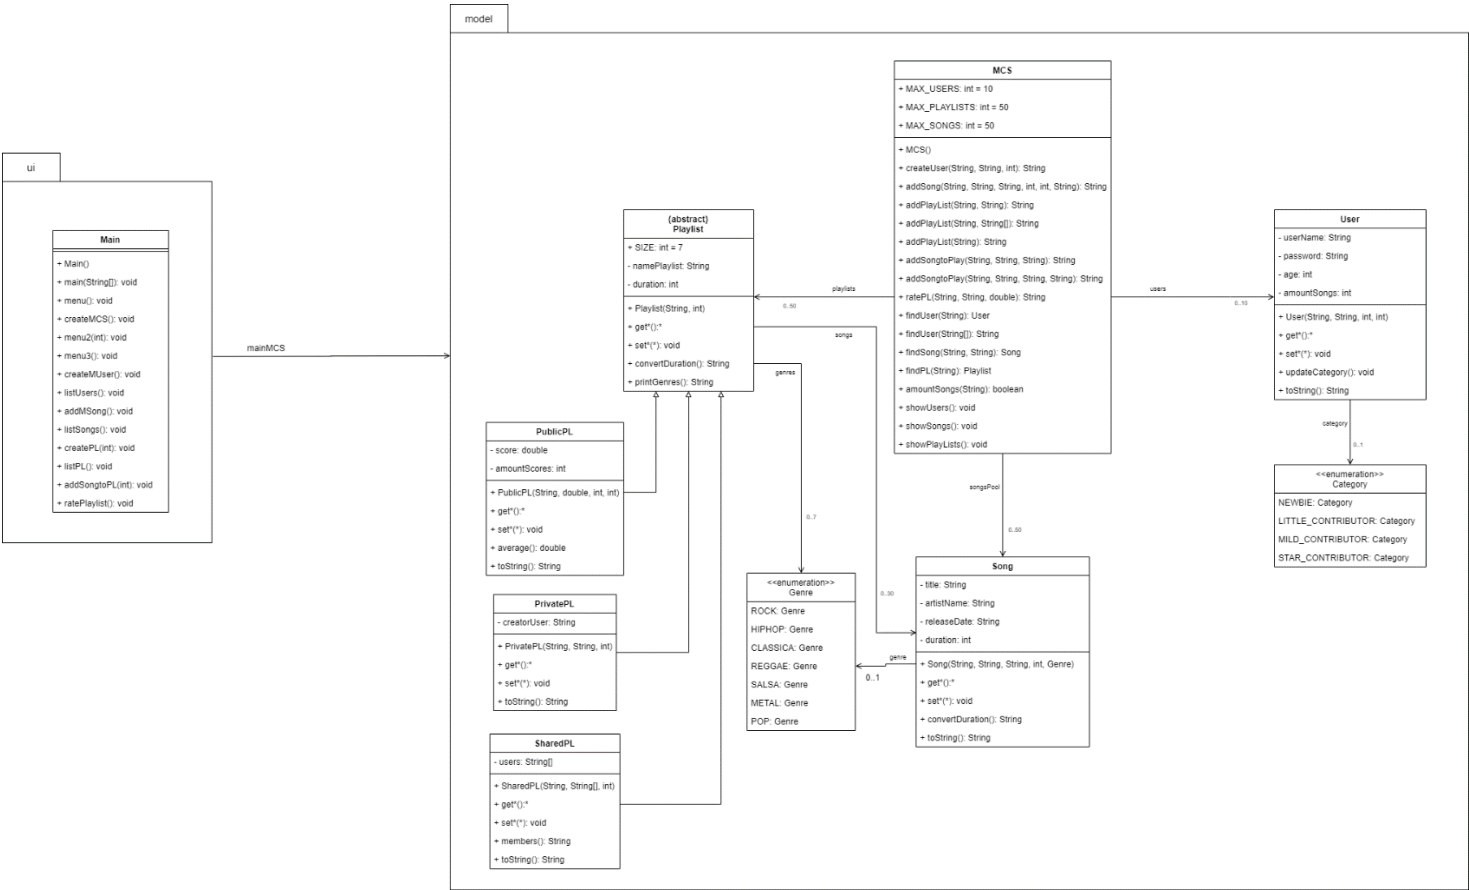 model
ui
Main
+ Main()
+ main(String[]): void
+ menu(): void
+ createMCS(): void
+ menu2(int): void
+ menu3(): void
+ createMUser(): void
+ listUsers(): void
+ addMSong(): void
+ listSongs(): void
+ createPL(int): void
+ listPL(): void
+ addSongtoPL(int): void
+ ratePlaylist(): void
mainMCS
{abstract}
Playlist
+ SIZE: int = 7
- namePlaylist: String
- duration: int
+ Playlist(String, int)
+ get*():*
+ set*(*): void
+ convertDuration(): String
+ printGenres(): String
playlists
0..50
songs
0..30
genres
0..7
MCS
+ MAX_USERS: int = 10
+ MAX_PLAYLISTS: int = 50
+ MAX_SONGS: int = 50
+ MCS()
+ createUser(String, String, int): String
+ addSong(String, String, String, int, int, String): String
+ addPlayList(String, String): String
+ addPlayList(String, String[]): String
+ addPlayList(String): String
+ addSongtoPlay(String, String, String): String
+ addSongtoPlay(String, String, String, String): String
+ ratePL(String, String, double): String
+ findUser(String): User
+ findUser(String[]): String
+ findSong(String, String): Song
+ findPL(String): Playlist
+ amountSongs(String): boolean
+ showUsers(): void
+ showSongs(): void
+ showPlayLists(): void
users
0..10
songsPool
0..50
User
- userName: String
- password: String
- age: int
- amountSongs: int
+ User(String, String, int, int)
+ get*():*
+ set*(*): void
+ updateCategory(): void
+ toString(): String
category
0..1
<<enumeration>>
Category
NEWBIE: Category
LITTLE_CONTRIBUTOR: Category
MILD_CONTRIBUTOR: Category
STAR_CONTRIBUTOR: Category
PublicPL
- score: double
- amountScores: int
+ PublicPL(String, double, int, int)
+ get*():*
+ set*(*): void
+ average(): double
+ toString(): String
PrivatePL
- creatorUser: String
+ PrivatePL(String, String, int)
+ get*():*
+ set*(*): void
+ toString(): String
SharedPL
- users: String[]
+ SharedPL(String, String[], int)
+ get*():*
+ set*(*): void
+ members(): String
+ toString(): String
<<enumeration>>
Genre
ROCK: Genre
HIPHOP: Genre
CLASSICA: Genre
REGGAE: Genre
SALSA: Genre
METAL: Genre
POP: Genre
genre
0..1
Song
- title: String
- artistName: String
- releaseDate: String
- duration: int
+ Song(String, String, String, int, Genre)
+ get*():*
+ set*(*): void
+ convertDuration(): String
+ toString(): String